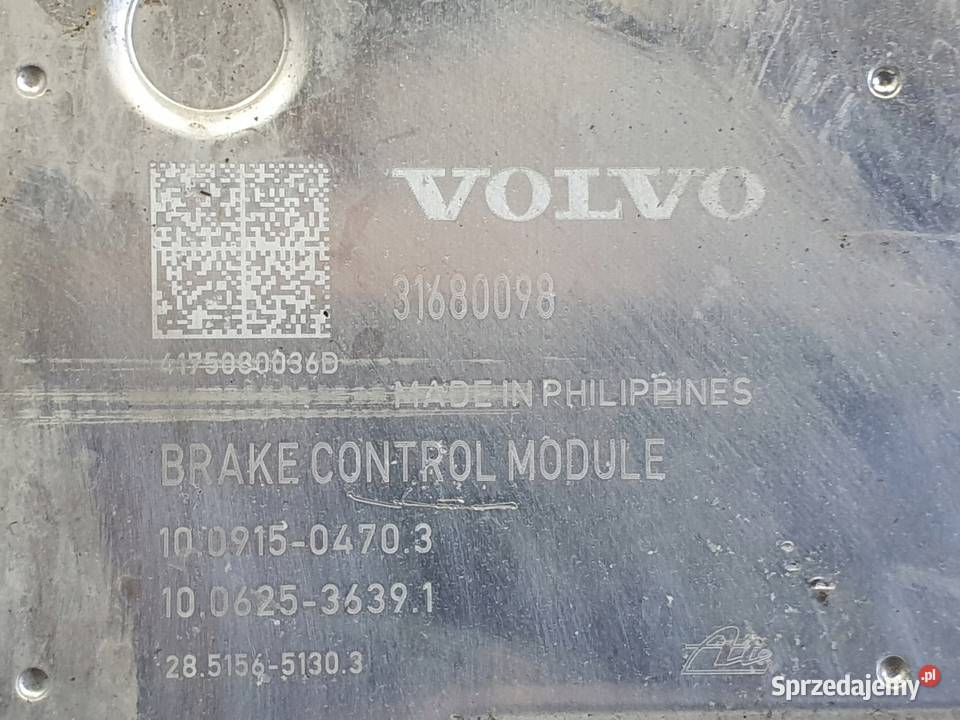 VOLVO
31680098
4175080036D
MADE IN PHILIPPINES
BRAKE CONTROL MODULE
10.0915-0470.3
10.0625-3639.1
28.5156-5130.3
Ate
Sprzedajemy.pl